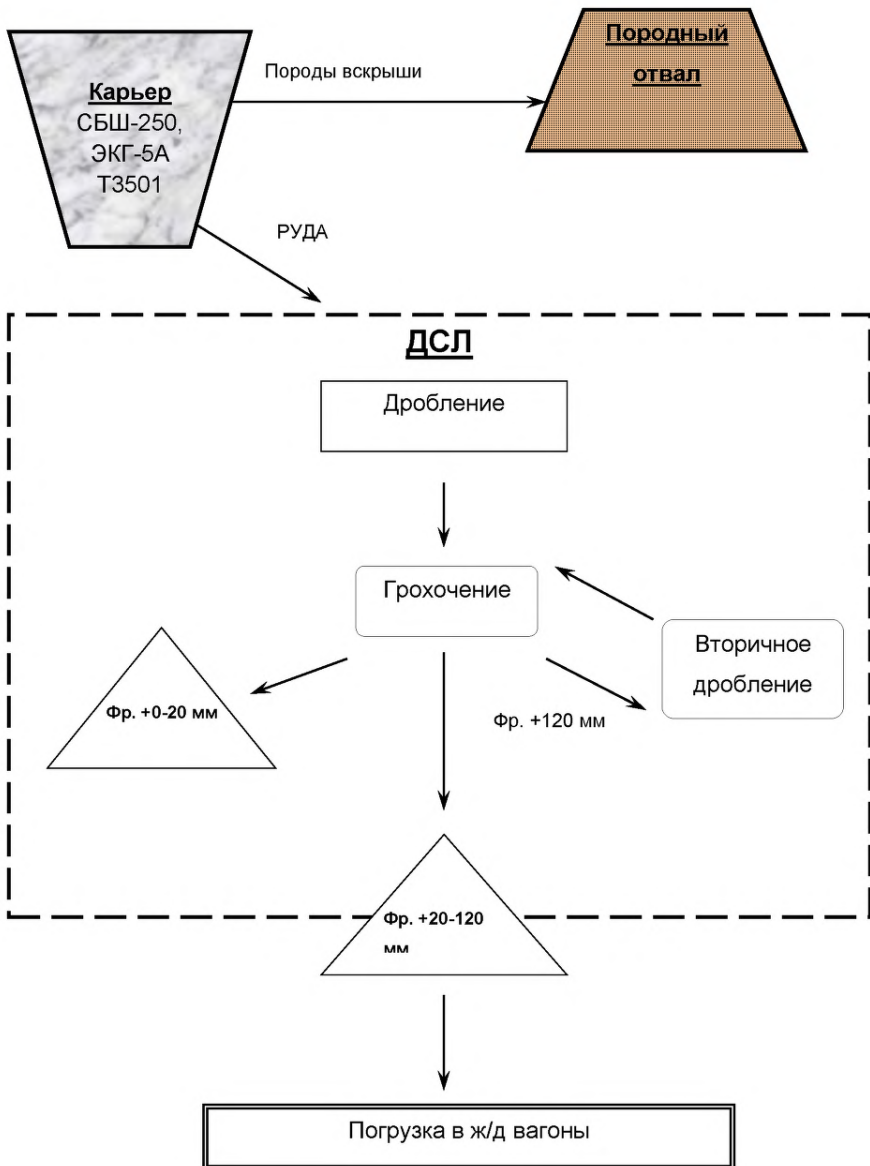 Карьер
СБШ-250,
ЭКГ-5А
Т3501
Породы вскрыши
Породный
отвал
РУДА
ДСЛ
Дробление
Грохочение
Вторичное
дробление
Фр. +0-20 мм
Фр. +120 мм
Фр. +20-120
мм
Погрузка в ж/д вагоны